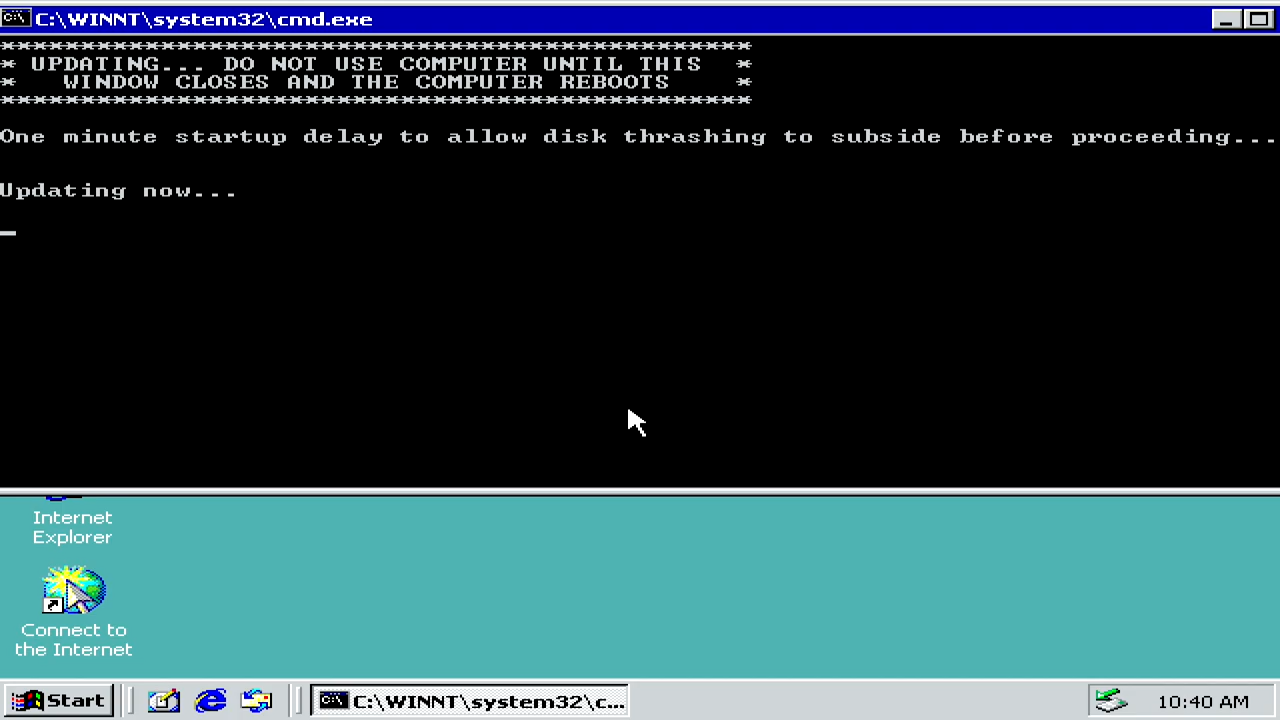 C:\WINNT\system32\cmd.exe
***********************************************
* UPDATING... DO NOT USE COMPUTER UNTIL THIS  *
*   WINDOW CLOSES AND THE COMPUTER REBOOTS    *
***********************************************
One minute startup delay to allow disk thrashing to subside before proceeding...
Updating now...
Internet
Explorer
Connect to
the Internet
Start
C:\WINNT\system32\c...
10:40 AM